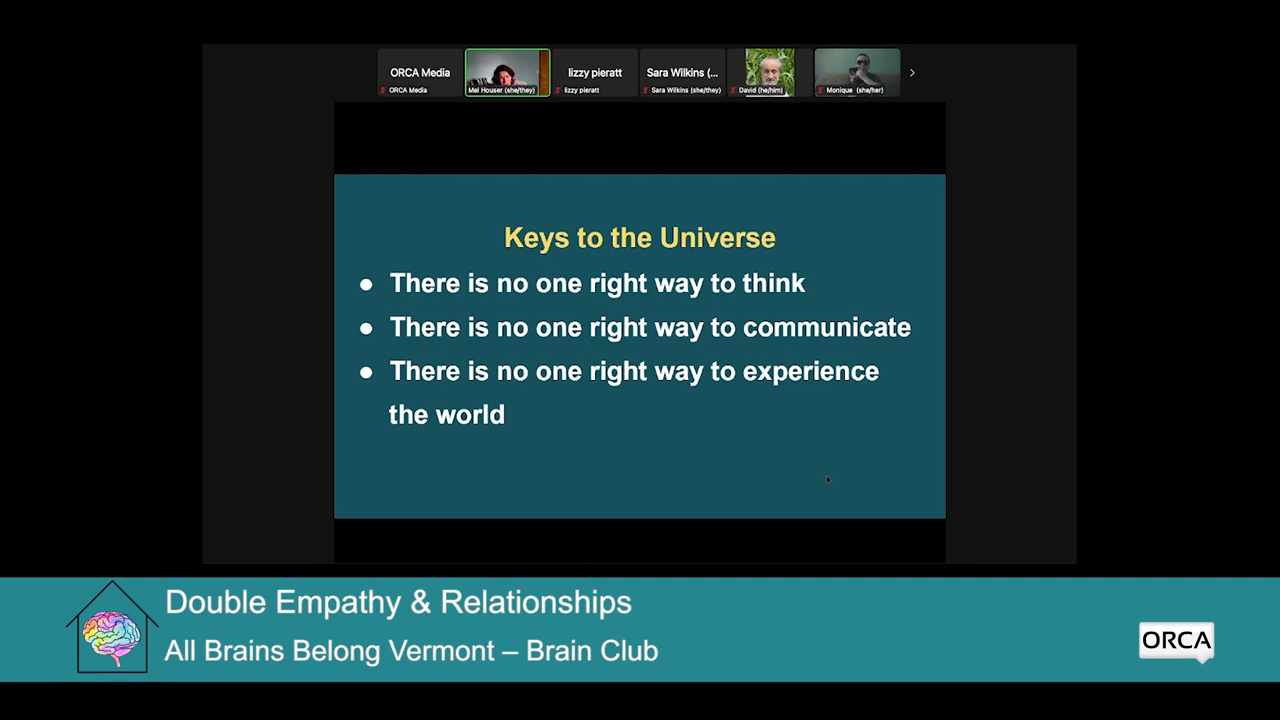 ORCA Media
lizzy pieratt
Sara Wilkins (...
ORCA Media
Mel Houser (she/they)
lizzy pieratt
Sara Wilkins (she/they)
David (he/him)
Monique (she/her)
Keys to the Universe
● There is no one right way to think
● There is no one right way to communicate
● There is no one right way to experience
the world
Double Empathy & Relationships
All Brains Belong Vermont – Brain Club
ORCA